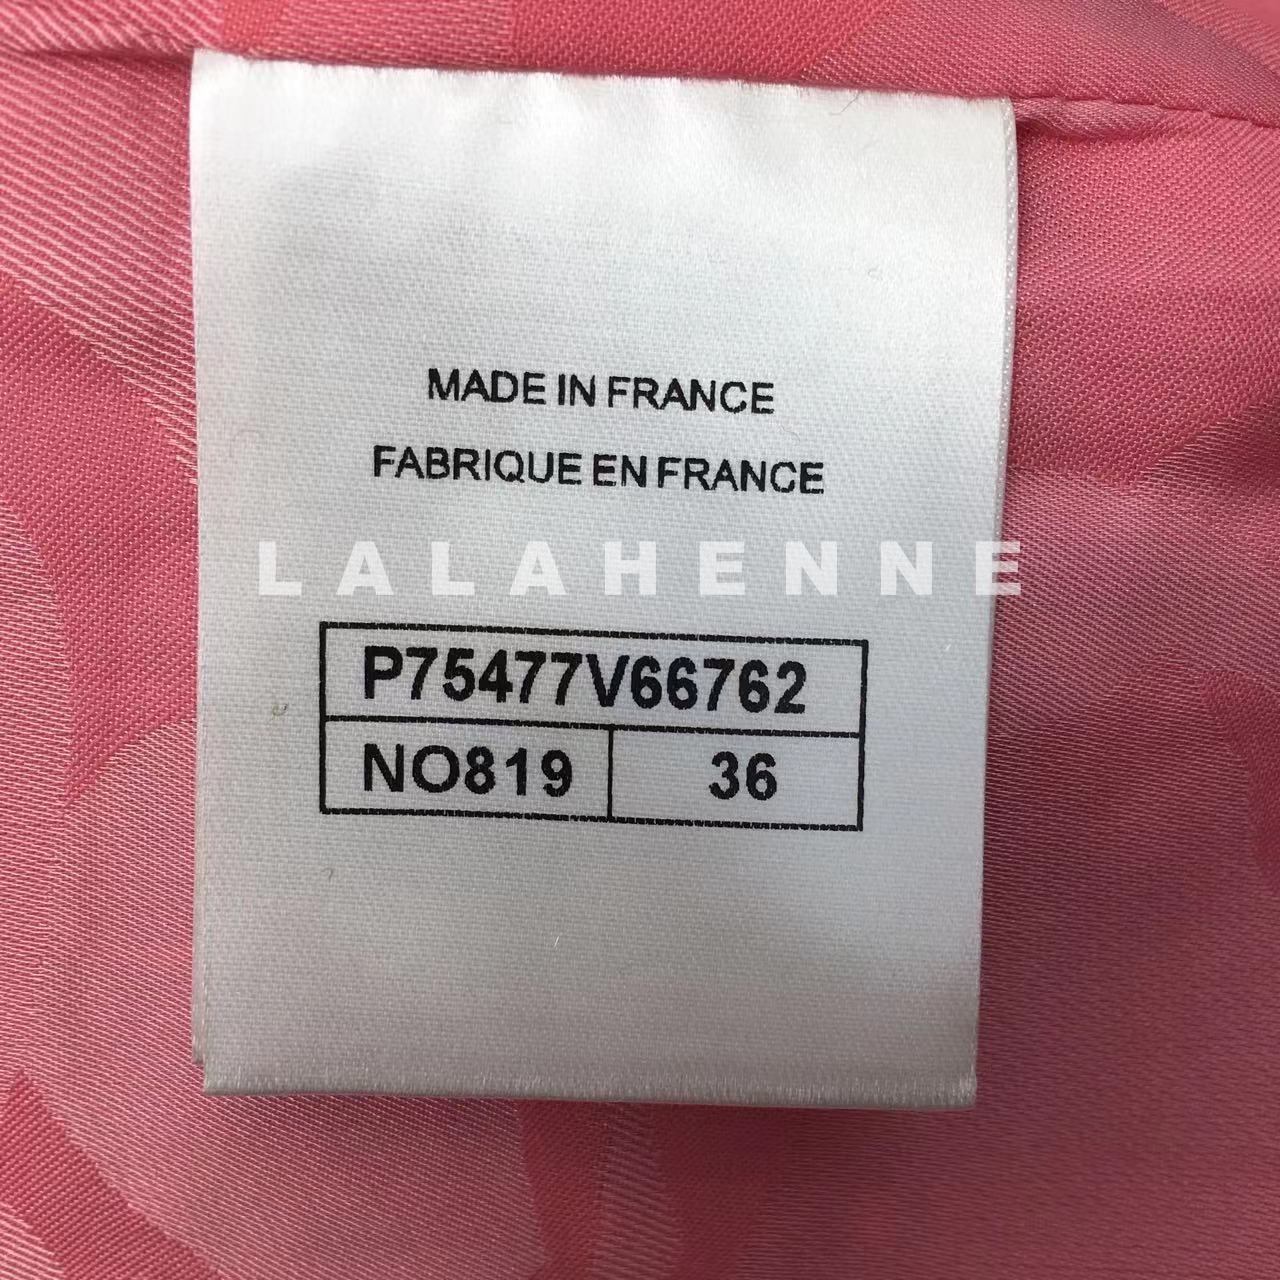 MADE IN FRANCE
FABRIQUE EN FRANCE
LALAHENNE
P75477V66762
NO819 36